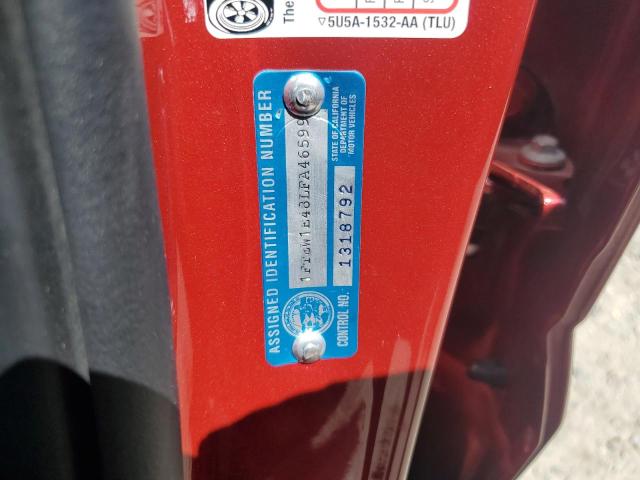 The
▽5U5A-1532-AA (TLU)
ASSIGNED IDENTIFICATION NUMBER
STATE OF CALIFORNIA
DEPARTMENT OF
MOTOR VEHICLES
CONTROL NO.
1318792